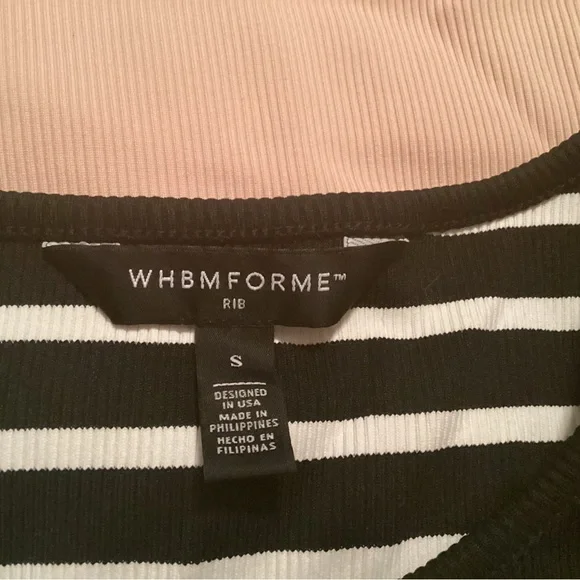 WHBMFORME™
RIB
S
DESIGNED
IN USA
MADE IN
PHILIPPINES
HECHO EN
FILIPINAS